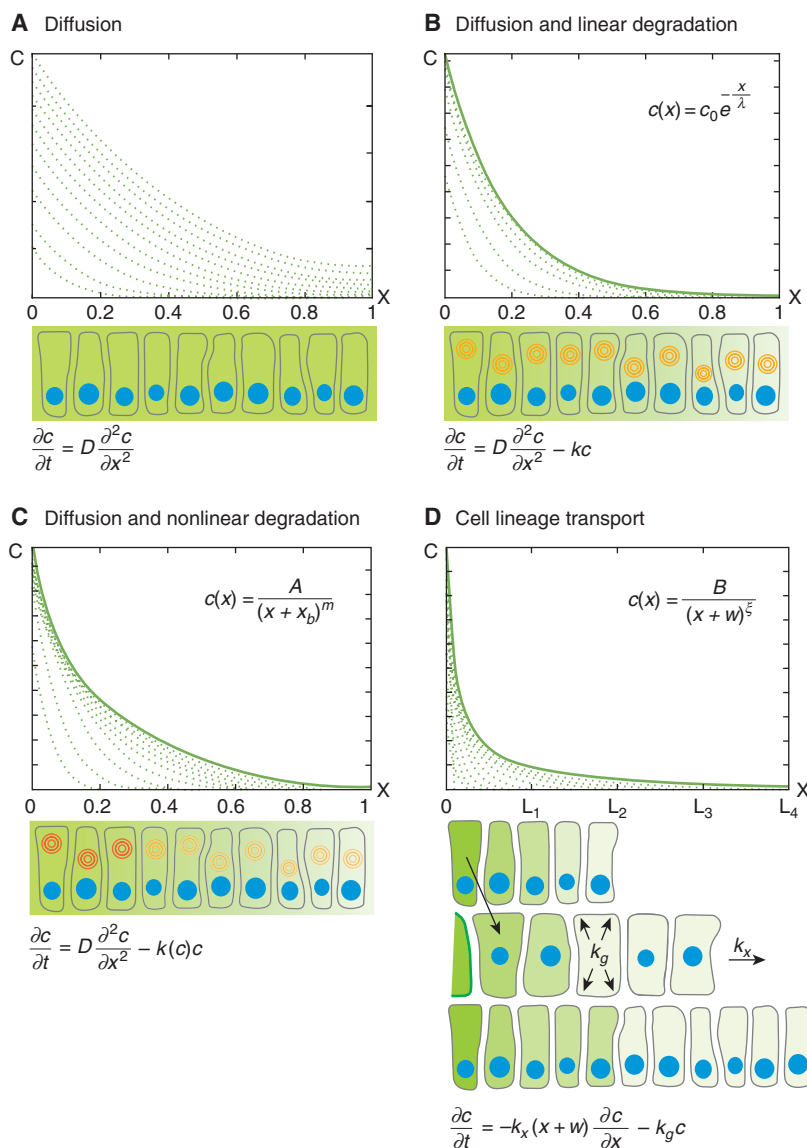 A Diffusion
C
0 0.2 0.4 0.6 0.8 1 X
∂c/∂t = D ∂²c/∂x²
B Diffusion and linear degradation
C
c(x) = c₀e^(−x/λ)
0 0.2 0.4 0.6 0.8 1 X
∂c/∂t = D ∂²c/∂x² − kc
C Diffusion and nonlinear degradation
C
c(x) = A/(x + x_b)^m
0 0.2 0.4 0.6 0.8 1 X
∂c/∂t = D ∂²c/∂x² − k(c)c
D Cell lineage transport
C
c(x) = B/(x + w)^ξ
0 L₁ L₂ L₃ L₄ X
k_g
k_x
∂c/∂t = −k_x(x + w) ∂c/∂x − k_g c